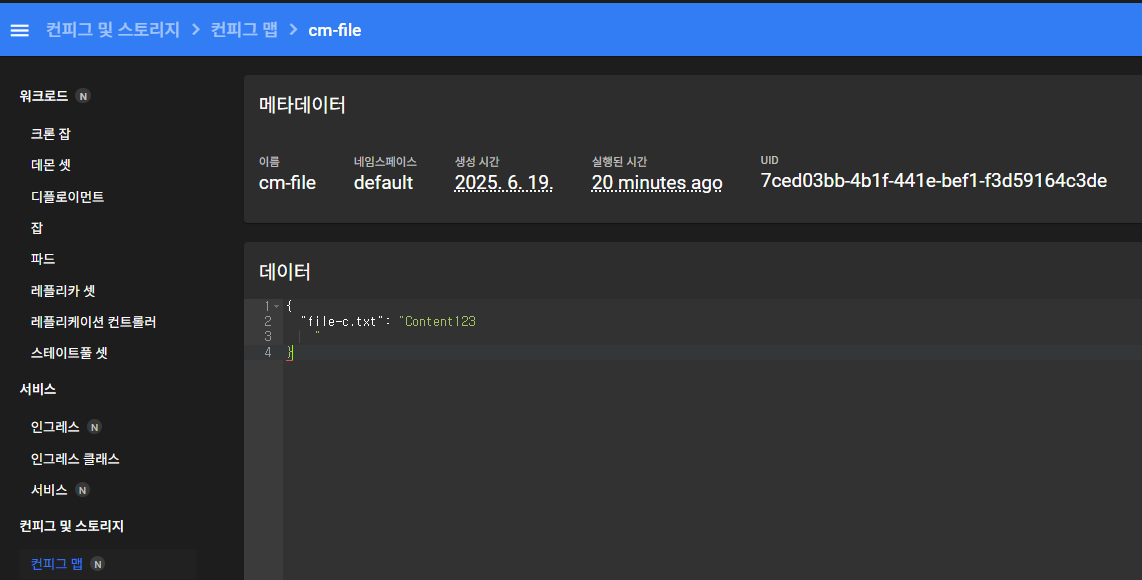 컨피그 및 스토리지 > 컨피그 맵 > cm-file
워크로드 N
크론 잡
데몬 셋
디플로이먼트
잡
파드
레플리카 셋
레플리케이션 컨트롤러
스테이트풀 셋
서비스
인그레스 N
인그레스 클래스
서비스 N
컨피그 및 스토리지
컨피그 맵 N
메타데이터
이름 네임스페이스 생성 시간 실행된 시간 UID
cm-file default 2025. 6. 19. 20 minutes ago 7ced03bb-4b1f-441e-bef1-f3d59164c3de
데이터
1 {
2 "file-c.txt": "Content123
3 "
4 }